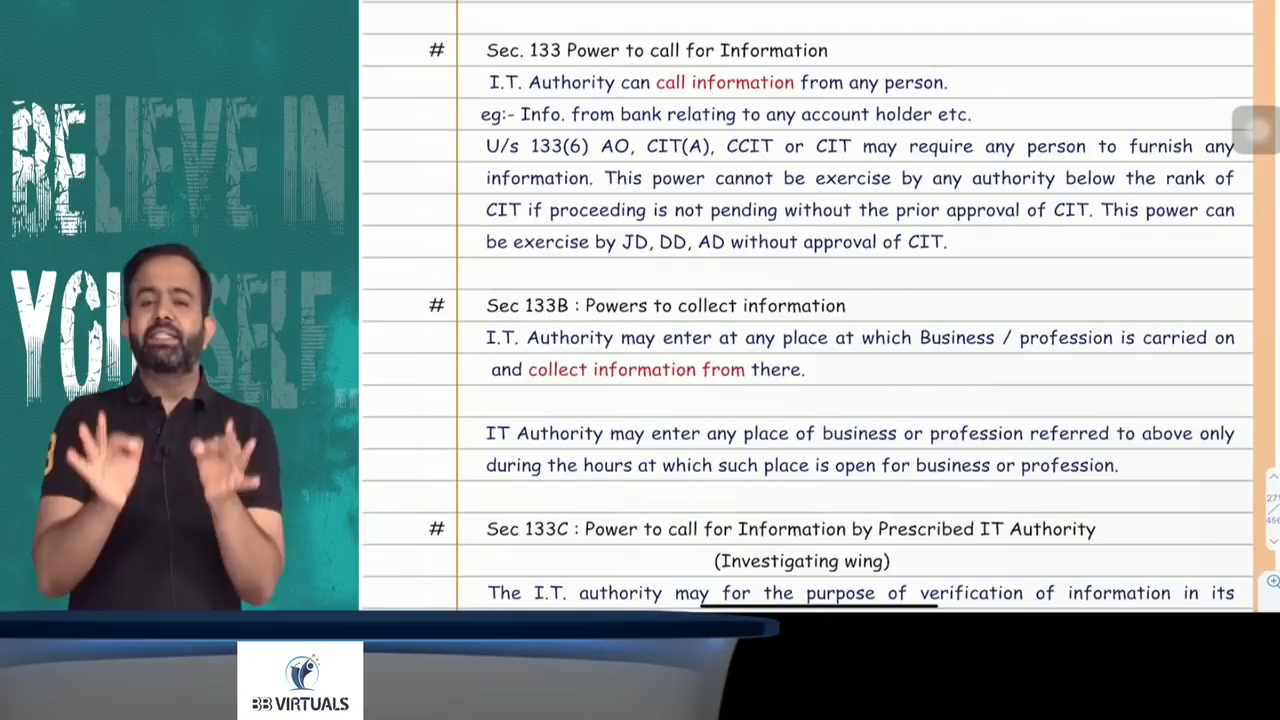 BELIEVE IN
# Sec. 133 Power to call for Information
I.T. Authority can call information from any person.
eg:- Info. from bank relating to any account holder etc.
U/s 133(6) AO, CIT(A), CCIT or CIT may require any person to furnish any
information. This power cannot be exercise by any authority below the rank of
CIT if proceeding is not pending without the prior approval of CIT. This power can
be exercise by JD, DD, AD without approval of CIT.
# Sec 133B : Powers to collect information
I.T. Authority may enter at any place at which Business / profession is carried on
and collect information from there.
IT Authority may enter any place of business or profession referred to above only
during the hours at which such place is open for business or profession.
# Sec 133C : Power to call for Information by Prescribed IT Authority
(Investigating wing)
The I.T. authority may for the purpose of verification of information in its
BB VIRTUALS